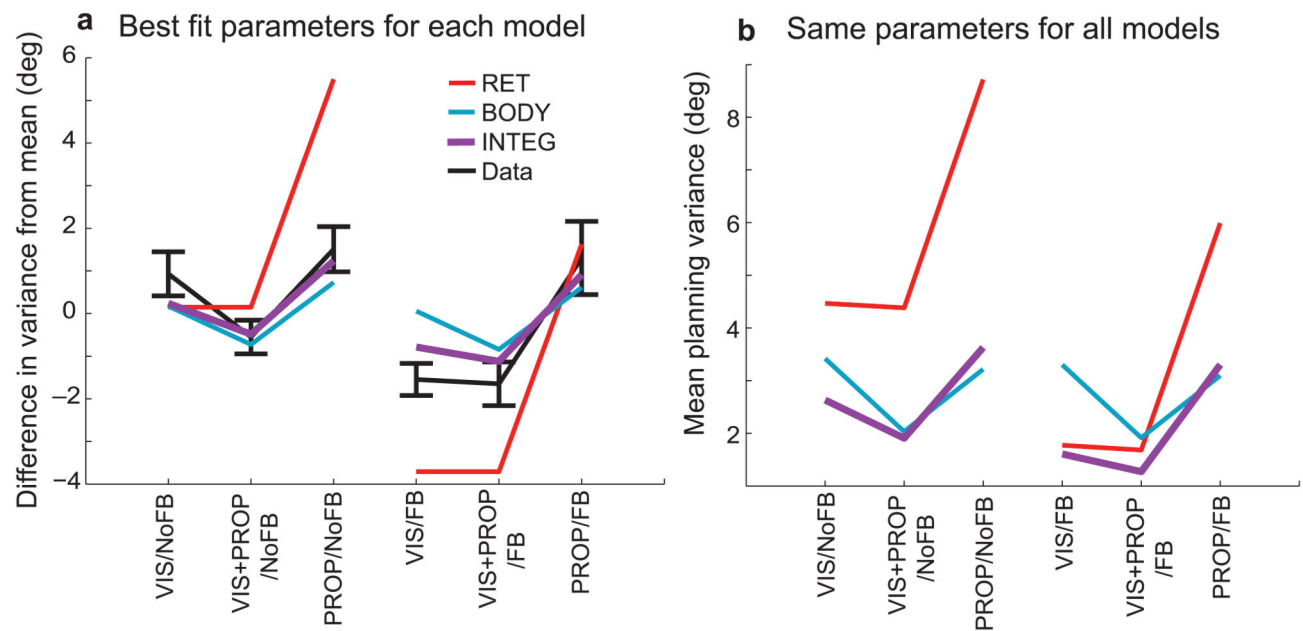 a Best fit parameters for each model
Difference in variance from mean (deg)
6
4
2
0
–2
–4
RET
BODY
INTEG
Data
VIS/NoFB
VIS+PROP
/NoFB
PROP/NoFB
VIS/FB
VIS+PROP
/FB
PROP/FB
b Same parameters for all models
Mean planning variance (deg)
8
6
4
2
VIS/NoFB
VIS+PROP
/NoFB
PROP/NoFB
VIS/FB
VIS+PROP
/FB
PROP/FB